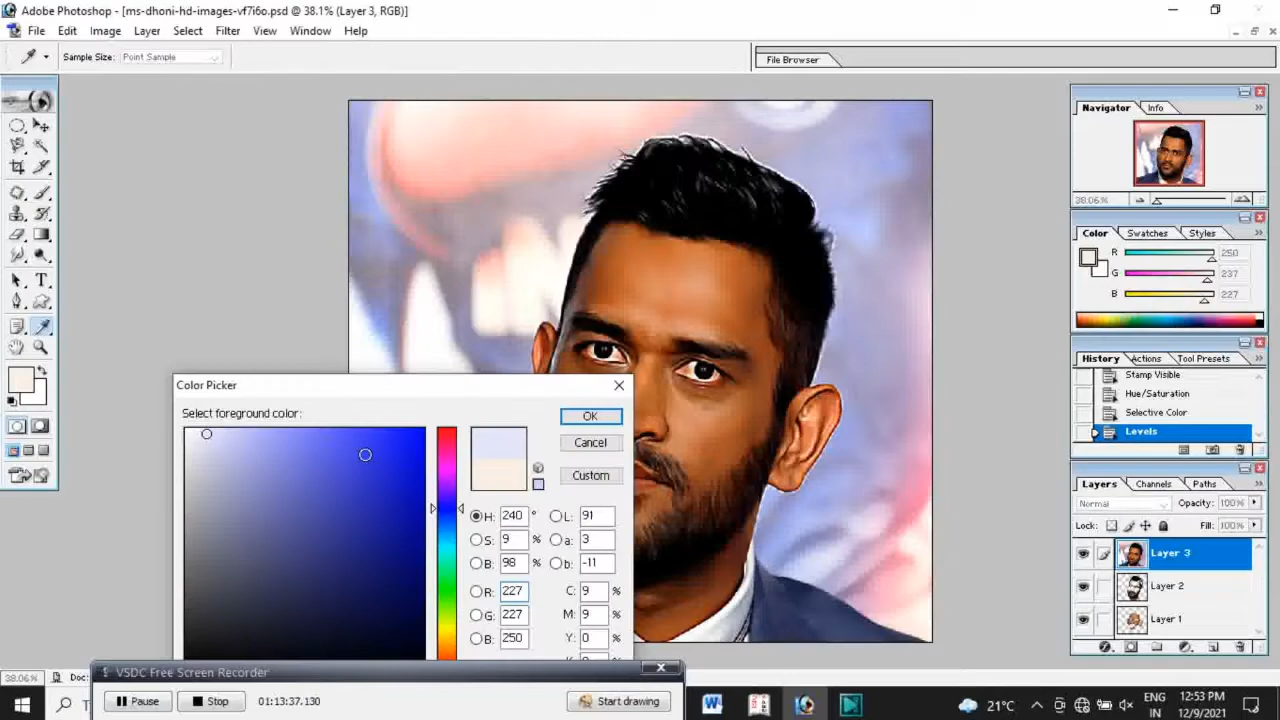 Adobe Photoshop - [ms-dhoni-hd-images-vf7i6o.psd @ 38.1% (Layer 3, RGB)]
File Edit Image Layer Select Filter View Window Help
Sample Size: Point Sample
File Browser
Navigator Info
38.06%
Color Swatches Styles
R 250
G 237
B 227
History Actions Tool Presets
Stamp Visible
Hue/Saturation
Selective Color
Levels
Layers Channels Paths
Normal Opacity: 100%
Lock: Fill: 100%
Layer 3
Layer 2
Layer 1
Color Picker
Select foreground color:
OK
Cancel
Custom
H: 240 ° L: 91
S: 9 % a: 3
B: 98 % b: -11
R: 227 C: 9 %
G: 227 M: 9 %
B: 250 Y: 0 %
38.06% Doc:
VSDC Free Screen Recorder
Pause Stop 01:13:37.130 Start drawing
21°C
ENG
IN
12:53 PM
12/9/2021